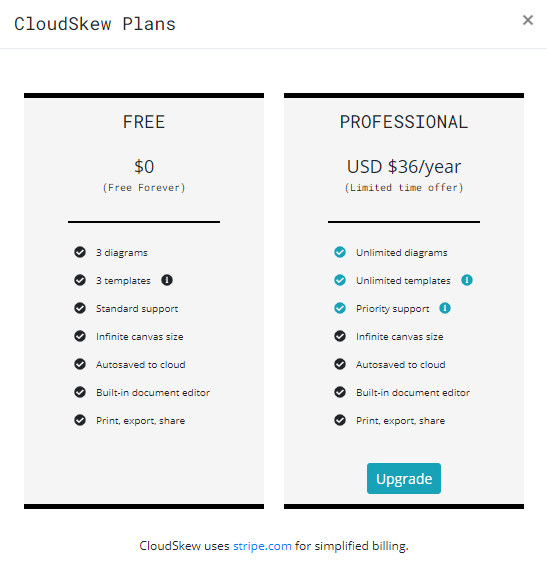 CloudSkew Plans
FREE
$0
(Free Forever)
3 diagrams
3 templates
Standard support
Infinite canvas size
Autosaved to cloud
Built-in document editor
Print, export, share
PROFESSIONAL
USD $36/year
(Limited time offer)
Unlimited diagrams
Unlimited templates
Priority support
Infinite canvas size
Autosaved to cloud
Built-in document editor
Print, export, share
Upgrade
CloudSkew uses stripe.com for simplified billing.